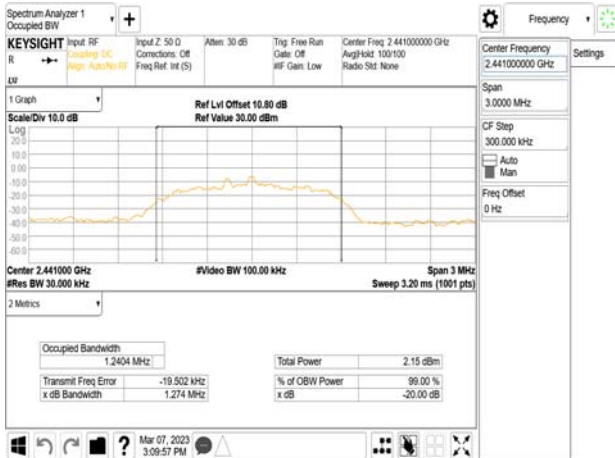 Spectrum Analyzer 1
Occupied BW
Frequency
KEYSIGHT
R
Input: RF
Coupling: DC
Align: Auto/No RF
Input Z: 50 Ω
Corrections: Off
Freq Ref: Int (S)
Atten: 30 dB
Trig: Free Run
Gate: Off
#IF Gain: Low
Center Freq: 2.441000000 GHz
Avg|Hold: 100/100
Radio Std: None
Center Frequency
2.441000000 GHz
Settings
Span
3.0000 MHz
CF Step
300.000 kHz
Auto
Man
Freq Offset
0 Hz
1 Graph
Scale/Div 10.0 dB
Ref Lvl Offset 10.80 dB
Ref Value 30.00 dBm
Log
20.0
10.0
0.00
-10.0
-20.0
-30.0
-40.0
-50.0
-60.0
Center 2.441000 GHz
#Res BW 30.000 kHz
#Video BW 100.00 kHz
Span 3 MHz
Sweep 3.20 ms (1001 pts)
2 Metrics
Occupied Bandwidth
1.2404 MHz
Total Power 2.15 dBm
Transmit Freq Error -19.502 kHz
% of OBW Power 99.00 %
x dB Bandwidth 1.274 MHz
x dB -20.00 dB
?
Mar 07, 2023
3:09:57 PM